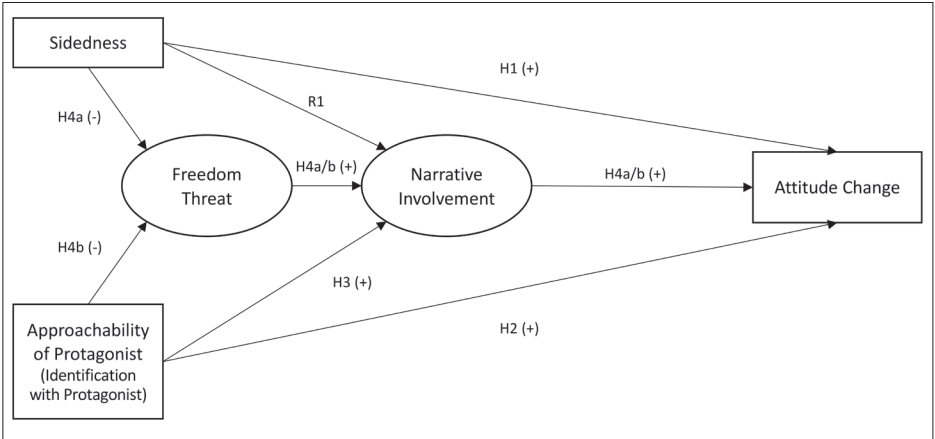 Sidedness
H1 (+)
R1
H4a (-)
Freedom
Threat
H4a/b (+)
Narrative
Involvement
H4a/b (+)
Attitude Change
H4b (-)
H3 (+)
H2 (+)
Approachability
of Protagonist
(Identification
with Protagonist)